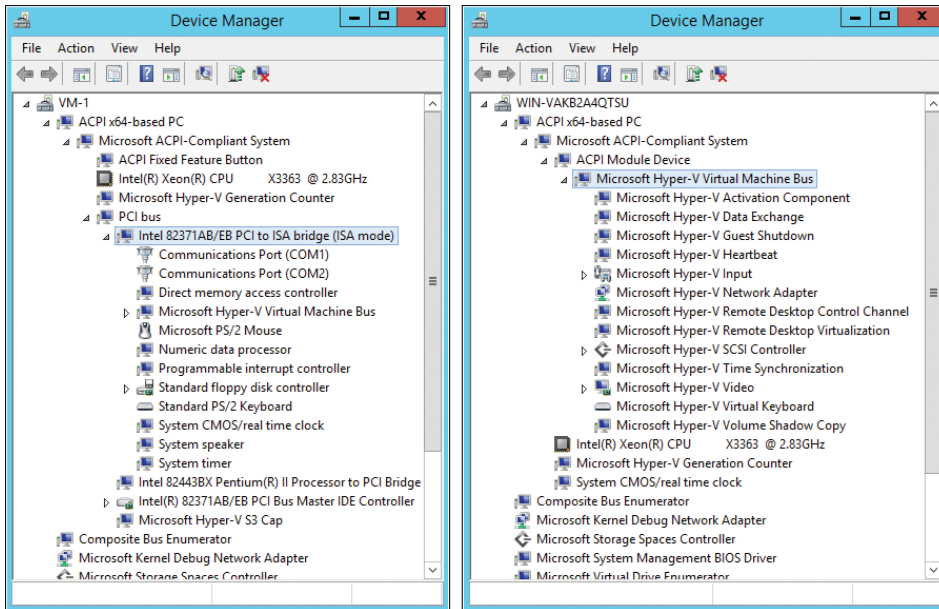 Device Manager
File Action View Help
VM-1
ACPI x64-based PC
Microsoft ACPI-Compliant System
ACPI Fixed Feature Button
Intel(R) Xeon(R) CPU X3363 @ 2.83GHz
Microsoft Hyper-V Generation Counter
PCI bus
Intel 82371AB/EB PCI to ISA bridge (ISA mode)
Communications Port (COM1)
Communications Port (COM2)
Direct memory access controller
Microsoft Hyper-V Virtual Machine Bus
Microsoft PS/2 Mouse
Numeric data processor
Programmable interrupt controller
Standard floppy disk controller
Standard PS/2 Keyboard
System CMOS/real time clock
System speaker
System timer
Intel 82443BX Pentium(R) II Processor to PCI Bridge
Intel(R) 82371AB/EB PCI Bus Master IDE Controller
Microsoft Hyper-V S3 Cap
Composite Bus Enumerator
Microsoft Kernel Debug Network Adapter
Microsoft Storage Spaces Controller
Device Manager
File Action View Help
WIN-VAKB2A4QTSU
ACPI x64-based PC
Microsoft ACPI-Compliant System
ACPI Module Device
Microsoft Hyper-V Virtual Machine Bus
Microsoft Hyper-V Activation Component
Microsoft Hyper-V Data Exchange
Microsoft Hyper-V Guest Shutdown
Microsoft Hyper-V Heartbeat
Microsoft Hyper-V Input
Microsoft Hyper-V Network Adapter
Microsoft Hyper-V Remote Desktop Control Channel
Microsoft Hyper-V Remote Desktop Virtualization
Microsoft Hyper-V SCSI Controller
Microsoft Hyper-V Time Synchronization
Microsoft Hyper-V Video
Microsoft Hyper-V Virtual Keyboard
Microsoft Hyper-V Volume Shadow Copy
Intel(R) Xeon(R) CPU X3363 @ 2.83GHz
Microsoft Hyper-V Generation Counter
System CMOS/real time clock
Composite Bus Enumerator
Microsoft Kernel Debug Network Adapter
Microsoft Storage Spaces Controller
Microsoft System Management BIOS Driver
Microsoft Virtual Drive Enumerator